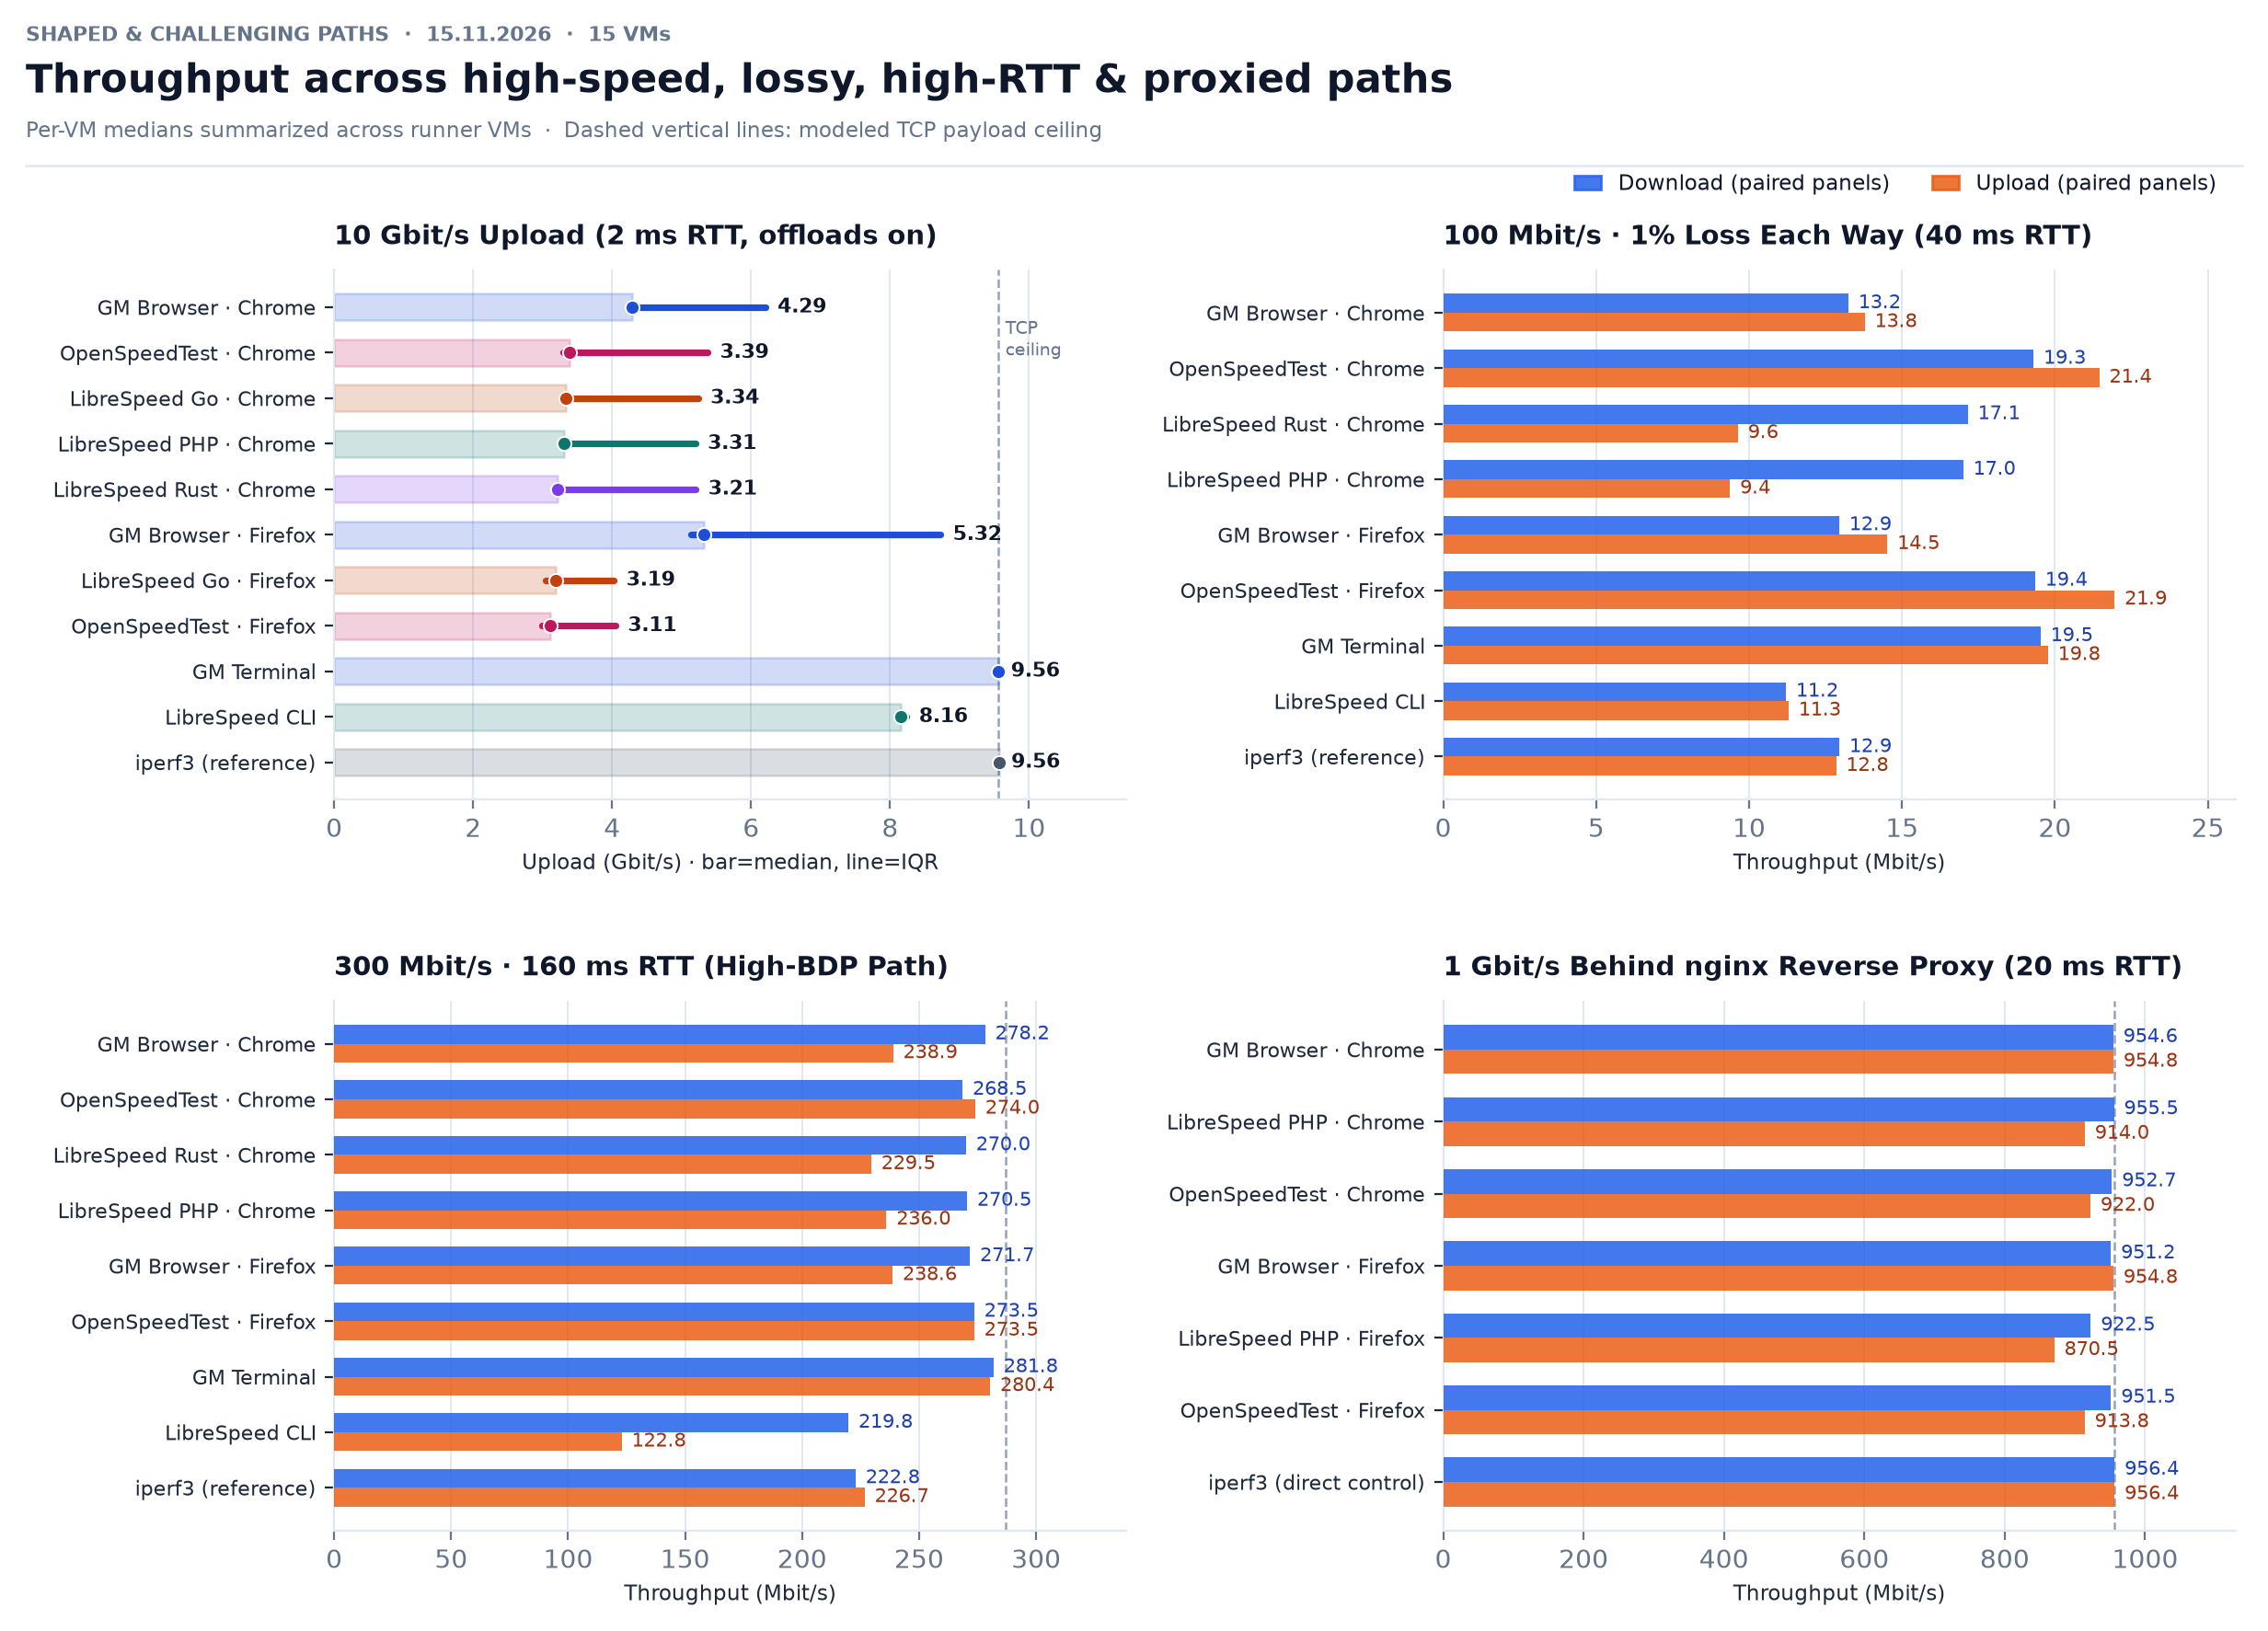 SHAPED & CHALLENGING PATHS · 15.11.2026 · 15 VMs
Throughput across high-speed, lossy, high-RTT & proxied paths
Per-VM medians summarized across runner VMs · Dashed vertical lines: modeled TCP payload ceiling
Download (paired panels)
Upload (paired panels)
10 Gbit/s Upload (2 ms RTT, offloads on)
GM Browser · Chrome 4.29
TCP
ceiling
OpenSpeedTest · Chrome 3.39
LibreSpeed Go · Chrome 3.34
LibreSpeed PHP · Chrome 3.31
LibreSpeed Rust · Chrome 3.21
GM Browser · Firefox 5.32
LibreSpeed Go · Firefox 3.19
OpenSpeedTest · Firefox 3.11
GM Terminal 9.56
LibreSpeed CLI 8.16
iperf3 (reference) 9.56
0 2 4 6 8 10
Upload (Gbit/s) · bar=median, line=IQR
100 Mbit/s · 1% Loss Each Way (40 ms RTT)
GM Browser · Chrome 13.2
13.8
OpenSpeedTest · Chrome 19.3
21.4
LibreSpeed Rust · Chrome 17.1
9.6
LibreSpeed PHP · Chrome 17.0
9.4
GM Browser · Firefox 12.9
14.5
OpenSpeedTest · Firefox 19.4
21.9
GM Terminal 19.5
19.8
LibreSpeed CLI 11.2
11.3
iperf3 (reference) 12.9
12.8
0 5 10 15 20 25
Throughput (Mbit/s)
300 Mbit/s · 160 ms RTT (High-BDP Path)
GM Browser · Chrome 278.2
238.9
OpenSpeedTest · Chrome 268.5
274.0
LibreSpeed Rust · Chrome 270.0
229.5
LibreSpeed PHP · Chrome 270.5
236.0
GM Browser · Firefox 271.7
238.6
OpenSpeedTest · Firefox 273.5
273.5
GM Terminal 281.8
280.4
LibreSpeed CLI 219.8
122.8
iperf3 (reference) 222.8
226.7
0 50 100 150 200 250 300
Throughput (Mbit/s)
1 Gbit/s Behind nginx Reverse Proxy (20 ms RTT)
GM Browser · Chrome 954.6
954.8
LibreSpeed PHP · Chrome 955.5
914.0
OpenSpeedTest · Chrome 952.7
922.0
GM Browser · Firefox 951.2
954.8
LibreSpeed PHP · Firefox 922.5
870.5
OpenSpeedTest · Firefox 951.5
913.8
iperf3 (direct control) 956.4
956.4
0 200 400 600 800 1000
Throughput (Mbit/s)